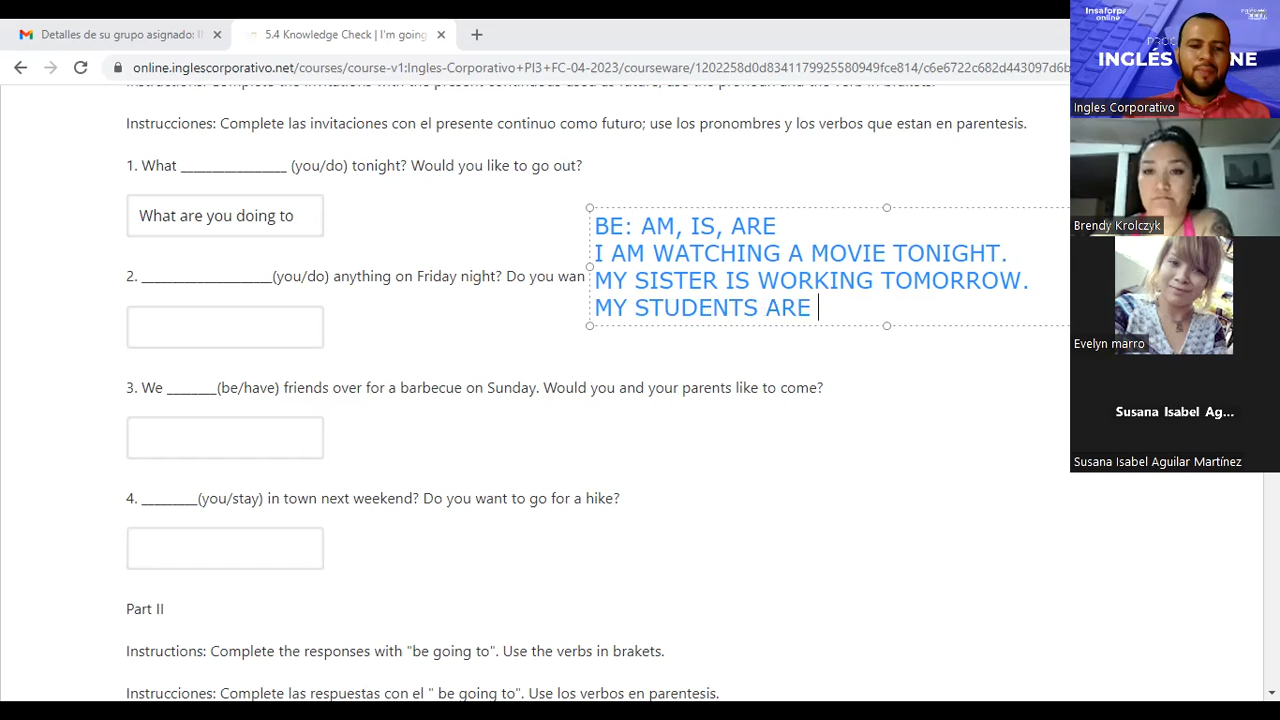 Detalles de su grupo asignado: I
5.4 Knowledge Check | I'm going
online.inglescorporativo.net/courses/course-v1:Ingles-Corporativo+PI3+FC-04-2023/courseware/1202258d0d8341179925580949fce814/c6e6722c682d443097d6b
Instrucciones: Complete las invitaciones con el presente continuo como futuro; use los pronombres y los verbos que estan en parentesis.
1. What ________________ (you/do) tonight? Would you like to go out?
What are you doing to
2. ____________________(you/do) anything on Friday night? Do you wan
BE: AM, IS, ARE
I AM WATCHING A MOVIE TONIGHT.
MY SISTER IS WORKING TOMORROW.
MY STUDENTS ARE
3. We _______(be/have) friends over for a barbecue on Sunday. Would you and your parents like to come?
4. ________(you/stay) in town next weekend? Do you want to go for a hike?
Part II
Instructions: Complete the responses with "be going to". Use the verbs in brakets.
Instrucciones: Complete las respuestas con el " be going to". Use los verbos en parentesis.
Insaforp
online
INGLÉS
NE
Ingles Corporativo
Brendy Krolczyk
Evelyn marro
Susana Isabel Ag...
Susana Isabel Aguilar Martínez